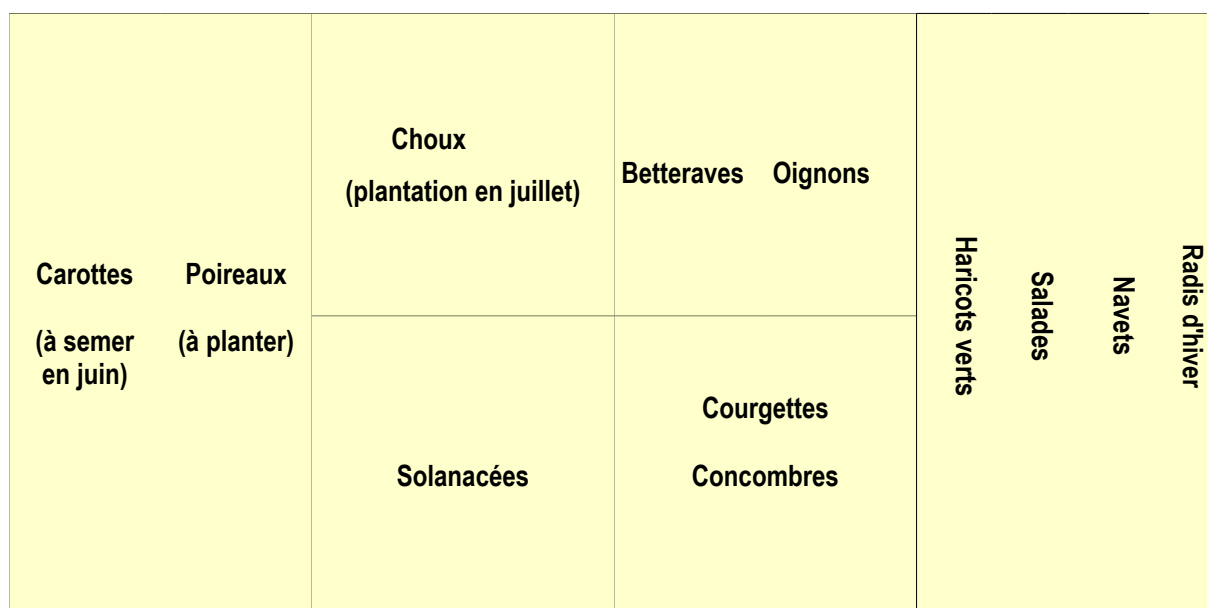 Carottes
(à semer
en juin)
Poireaux
(à planter)
Choux
(plantation en juillet)
Solanacées
Betteraves Oignons
Courgettes
Concombres
Haricots verts
Salades
Navets
Radis d'hiver